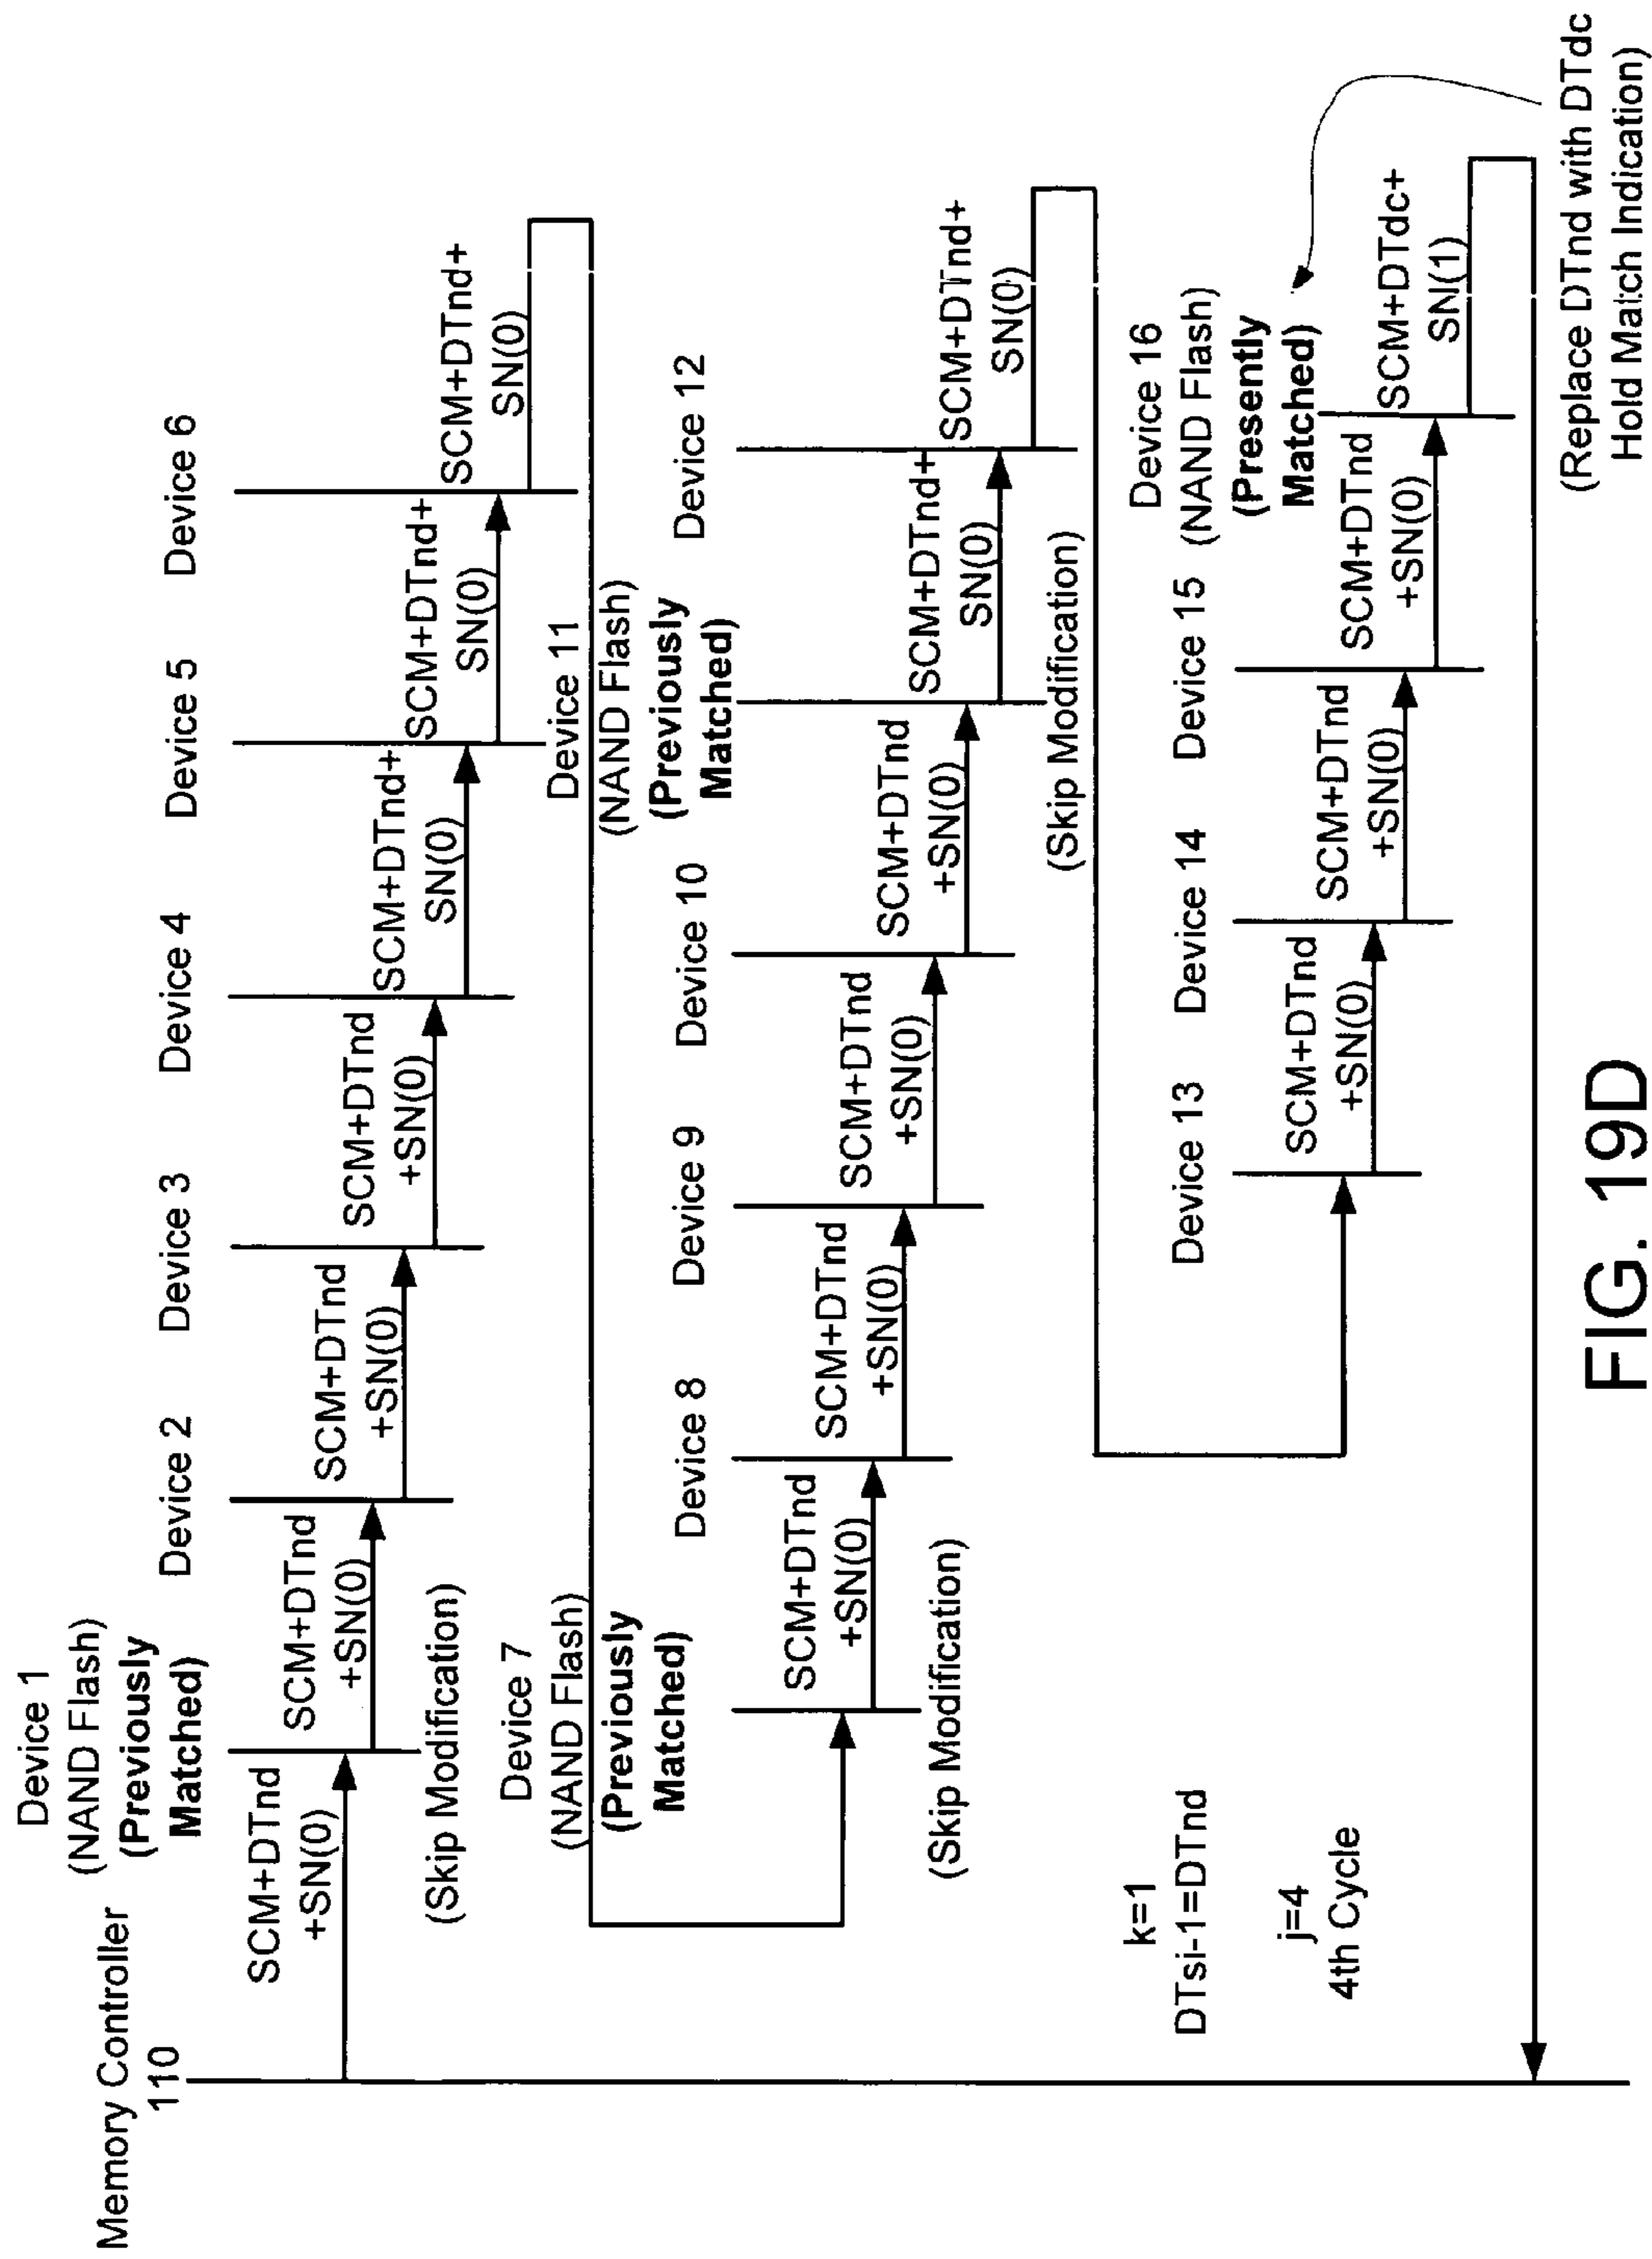 Memory Controller
110
Device 1
(NAND Flash)
(Previously
Matched)
Device 2
Device 3
Device 4
Device 5
Device 6
SCM+DTnd
+SN(0)
SCM+DTnd
+SN(0)
SCM+DTnd
+SN(0)
SCM+DTnd
+SN(0)
SCM+DTnd+
SN(0)
SCM+DTnd+
SN(0)
SCM+DTnd+
SN(0)
(Skip Modification)
Device 7
(NAND Flash)
(Previously
Matched)
Device 8
Device 9
Device 10
Device 11
(NAND Flash)
(Previously
Matched)
Device 12
SCM+DTnd
+SN(0)
SCM+DTnd
+SN(0)
SCM+DTnd
+SN(0)
SCM+DTnd
+SN(0)
SCM+DTnd+
SN(0)
SCM+DTnd+
SN(0)
(Skip Modification)
(Skip Modification)
k=1
DTsi-1=DTnd
j=4
4th Cycle
Device 13
Device 14
Device 15
Device 16
(NAND Flash)
(Presently
Matched)
SCM+DTnd
+SN(0)
SCM+DTnd
+SN(0)
SCM+DTnd
+SN(0)
SCM+DTdc+
SN(1)
(Replace DTnd with DTdc
Hold Match Indication)
FIG. 19D